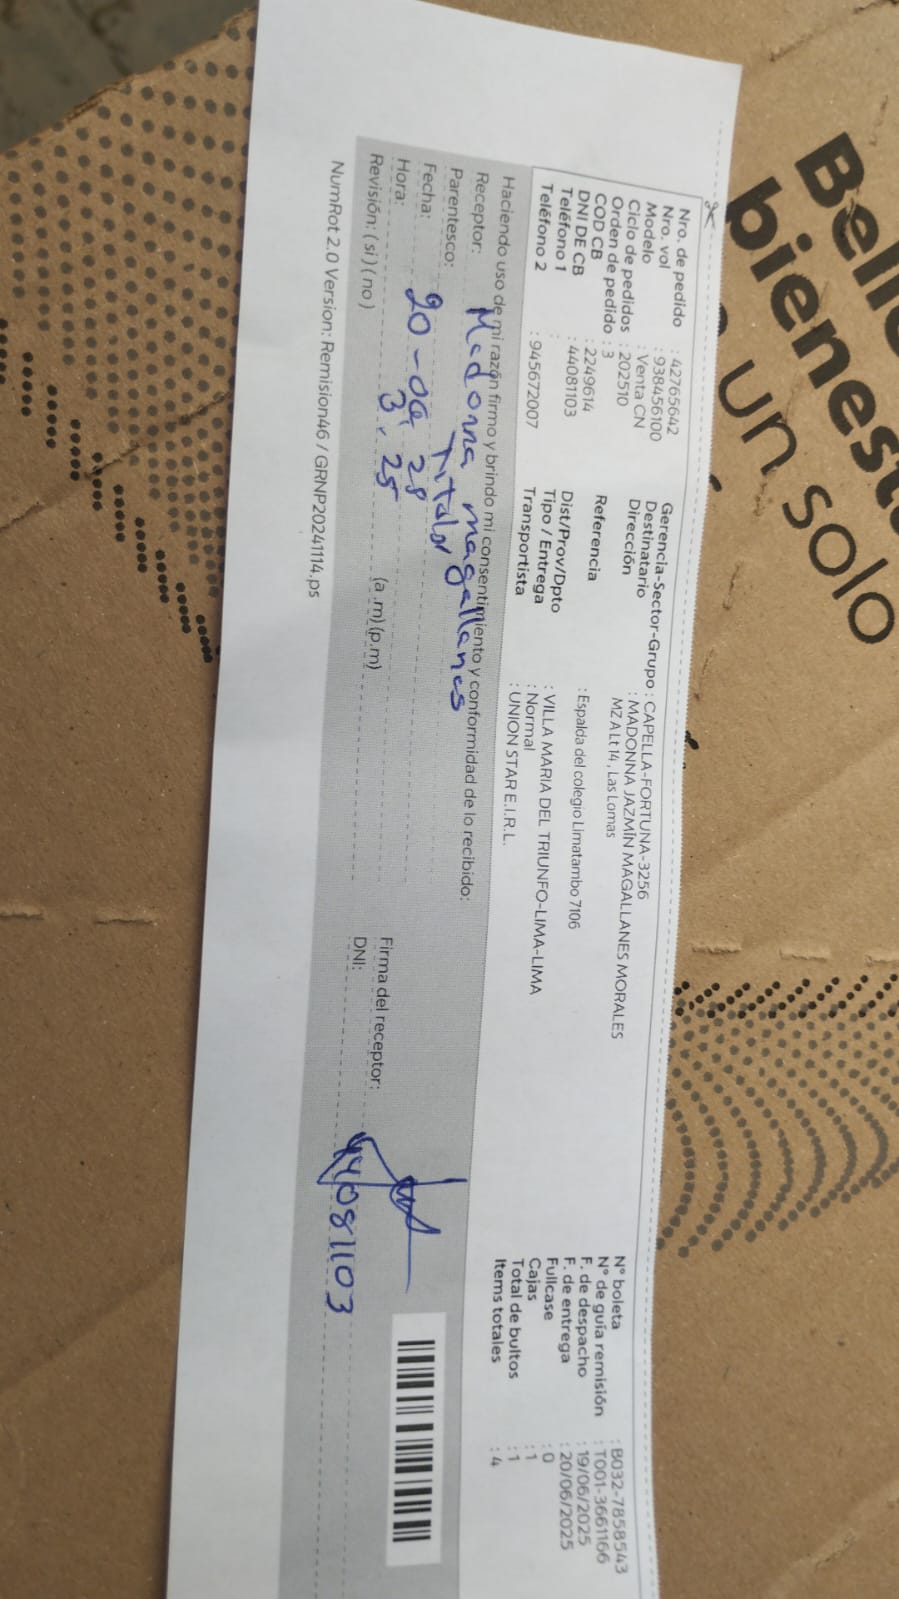 Belle
bienest
un solo
Nro. de pedido : 42765642
Nro. vol : 938456100
Modelo : Venta CN
Ciclo de pedidos : 202510
Orden de pedido : 3
COD CB : 2249614
DNI DE CB : 44081103
Teléfono 1 :
Teléfono 2 : 945672007
Gerencia-Sector-Grupo : CAPELLA-FORTUNA-3256
Destinatario : MADONNA JAZMÍN MAGALLANES MORALES
Dirección MZ A Lt 14 , Las Lomas
Referencia : Espalda del colegio Limatambo 7106
Dist/Prov/Dpto : VILLA MARIA DEL TRIUNFO-LIMA-LIMA
Tipo / Entrega : Normal
Transportista : UNION STAR E.I.R.L.
N° boleta : B032-7858543
N° de guía remisión : T001-3661166
F. de despacho : 19/06/2025
F. de entrega : 20/06/2025
Fullcase : 0
Cajas : 1
Total de bultos : 1
Items totales : 4
Haciendo uso de mi razón firmo y brindo mi consentimiento y conformidad de lo recibido:
Receptor: Madonna magallanes
Parentesco: Titular
Fecha: 20-06 25
Hora: 3, 25 (a .m) (p.m)
Revisión: ( si ) ( no )
Firma del receptor:
DNI: 44081103
NumRot 2.0 Version: Remision46 / GRNP20241114.ps